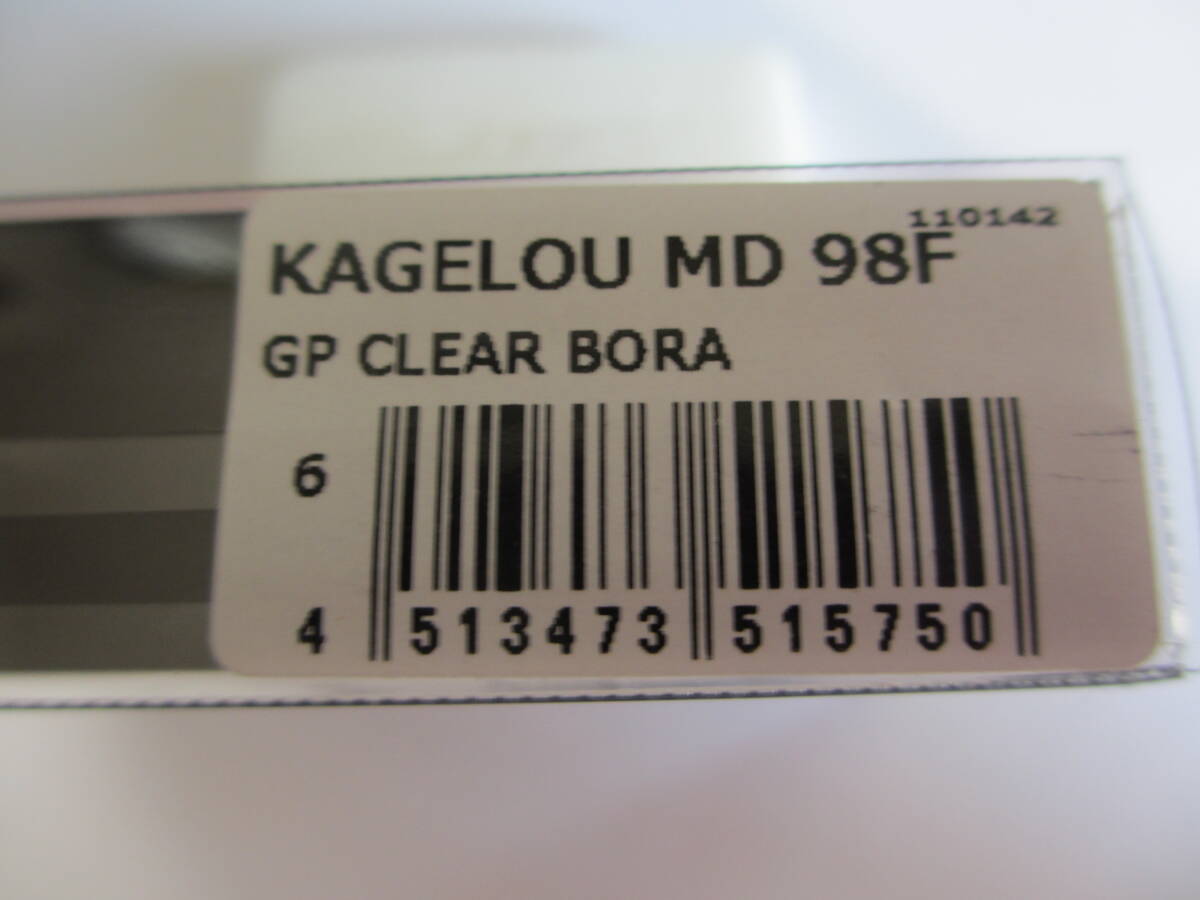 110142
KAGELOU MD 98F
GP CLEAR BORA
6
4 513473 515750